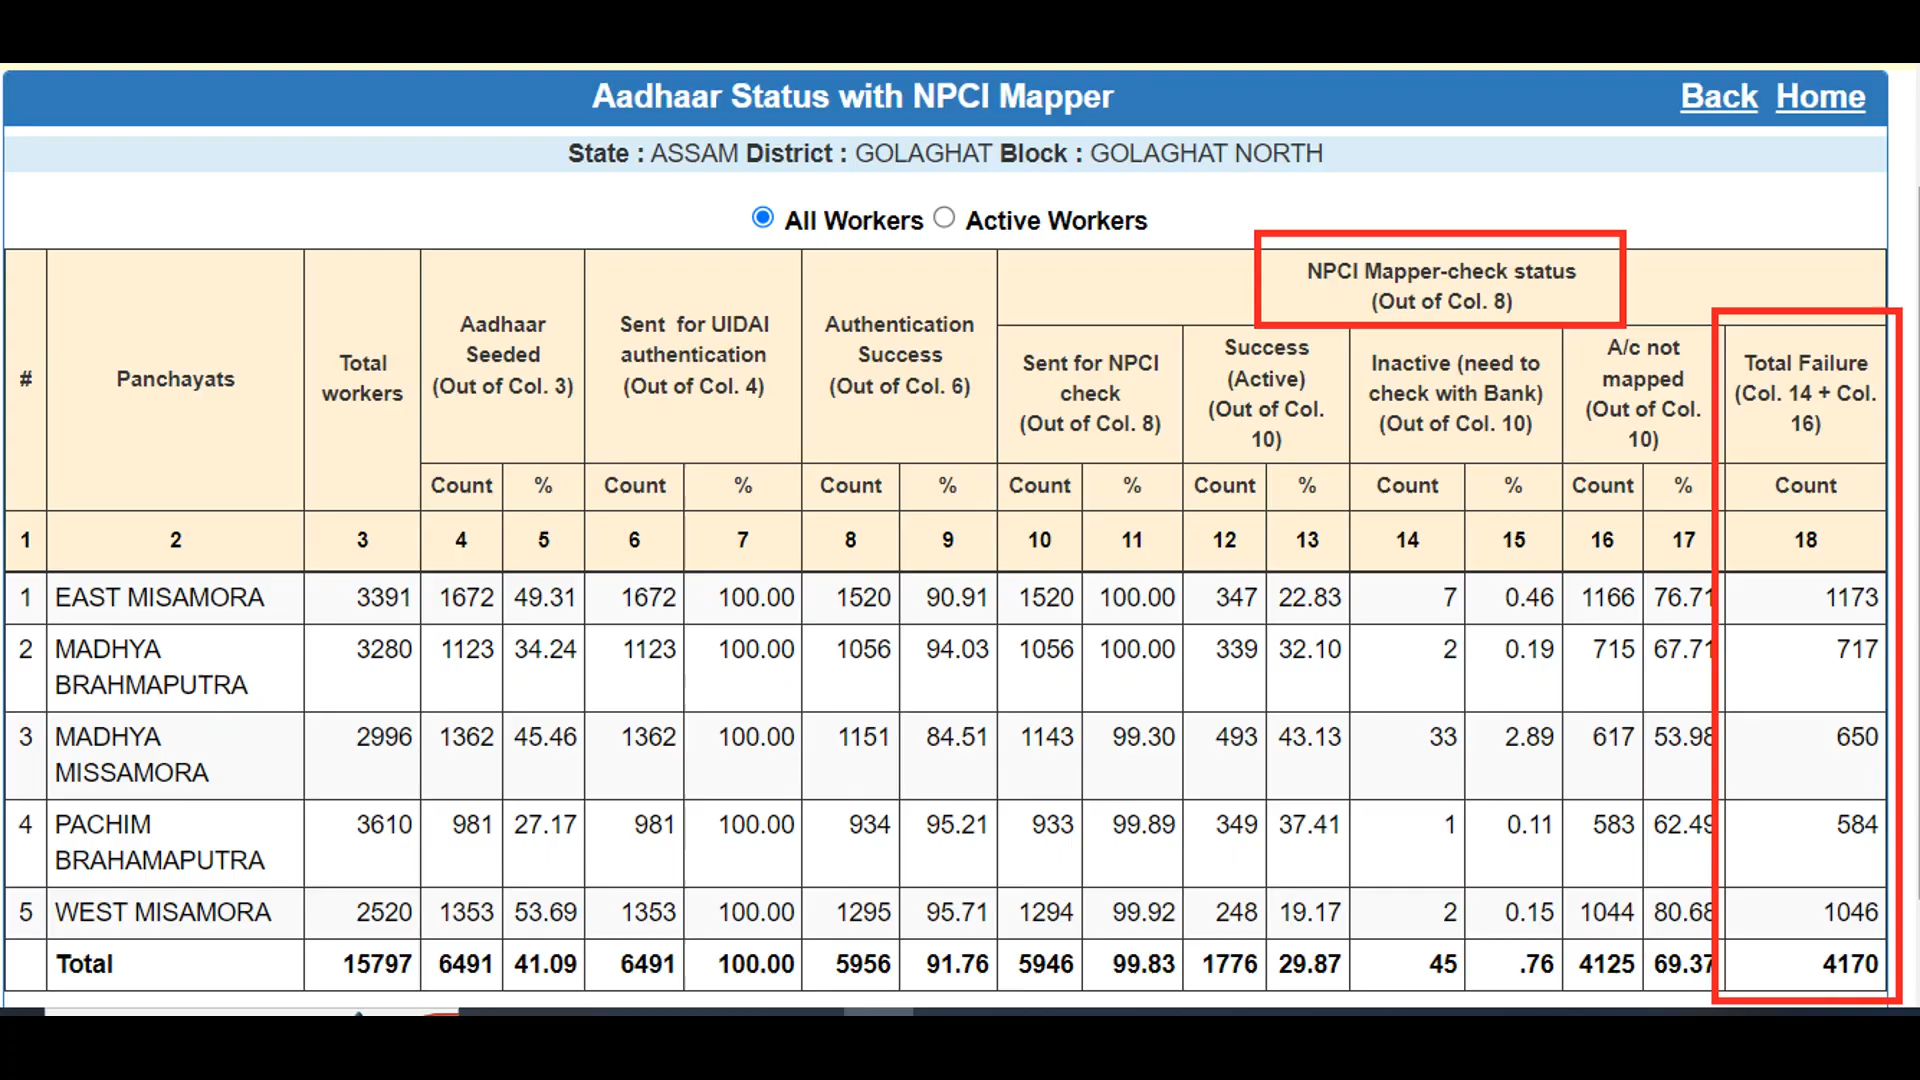 Aadhaar Status with NPCI Mapper Back Home
State : ASSAM District : GOLAGHAT Block : GOLAGHAT NORTH
All Workers Active Workers
# Panchayats Total workers
Aadhaar Seeded (Out of Col. 3)
Sent for UIDAI authentication (Out of Col. 4)
Authentication Success (Out of Col. 6)
NPCI Mapper-check status
(Out of Col. 8)
Sent for NPCI check (Out of Col. 8)
Success (Active) (Out of Col. 10)
Inactive (need to check with Bank) (Out of Col. 10)
A/c not mapped (Out of Col. 10)
Total Failure (Col. 14 + Col. 16)
Count % Count % Count % Count % Count % Count % Count % Count
1 2 3 4 5 6 7 8 9 10 11 12 13 14 15 16 17 18
1 EAST MISAMORA 3391 1672 49.31 1672 100.00 1520 90.91 1520 100.00 347 22.83 7 0.46 1166 76.71 1173
2 MADHYA BRAHMAPUTRA 3280 1123 34.24 1123 100.00 1056 94.03 1056 100.00 339 32.10 2 0.19 715 67.71 717
3 MADHYA MISSAMORA 2996 1362 45.46 1362 100.00 1151 84.51 1143 99.30 493 43.13 33 2.89 617 53.98 650
4 PACHIM BRAHAMAPUTRA 3610 981 27.17 981 100.00 934 95.21 933 99.89 349 37.41 1 0.11 583 62.49 584
5 WEST MISAMORA 2520 1353 53.69 1353 100.00 1295 95.71 1294 99.92 248 19.17 2 0.15 1044 80.68 1046
Total 15797 6491 41.09 6491 100.00 5956 91.76 5946 99.83 1776 29.87 45 .76 4125 69.37 4170